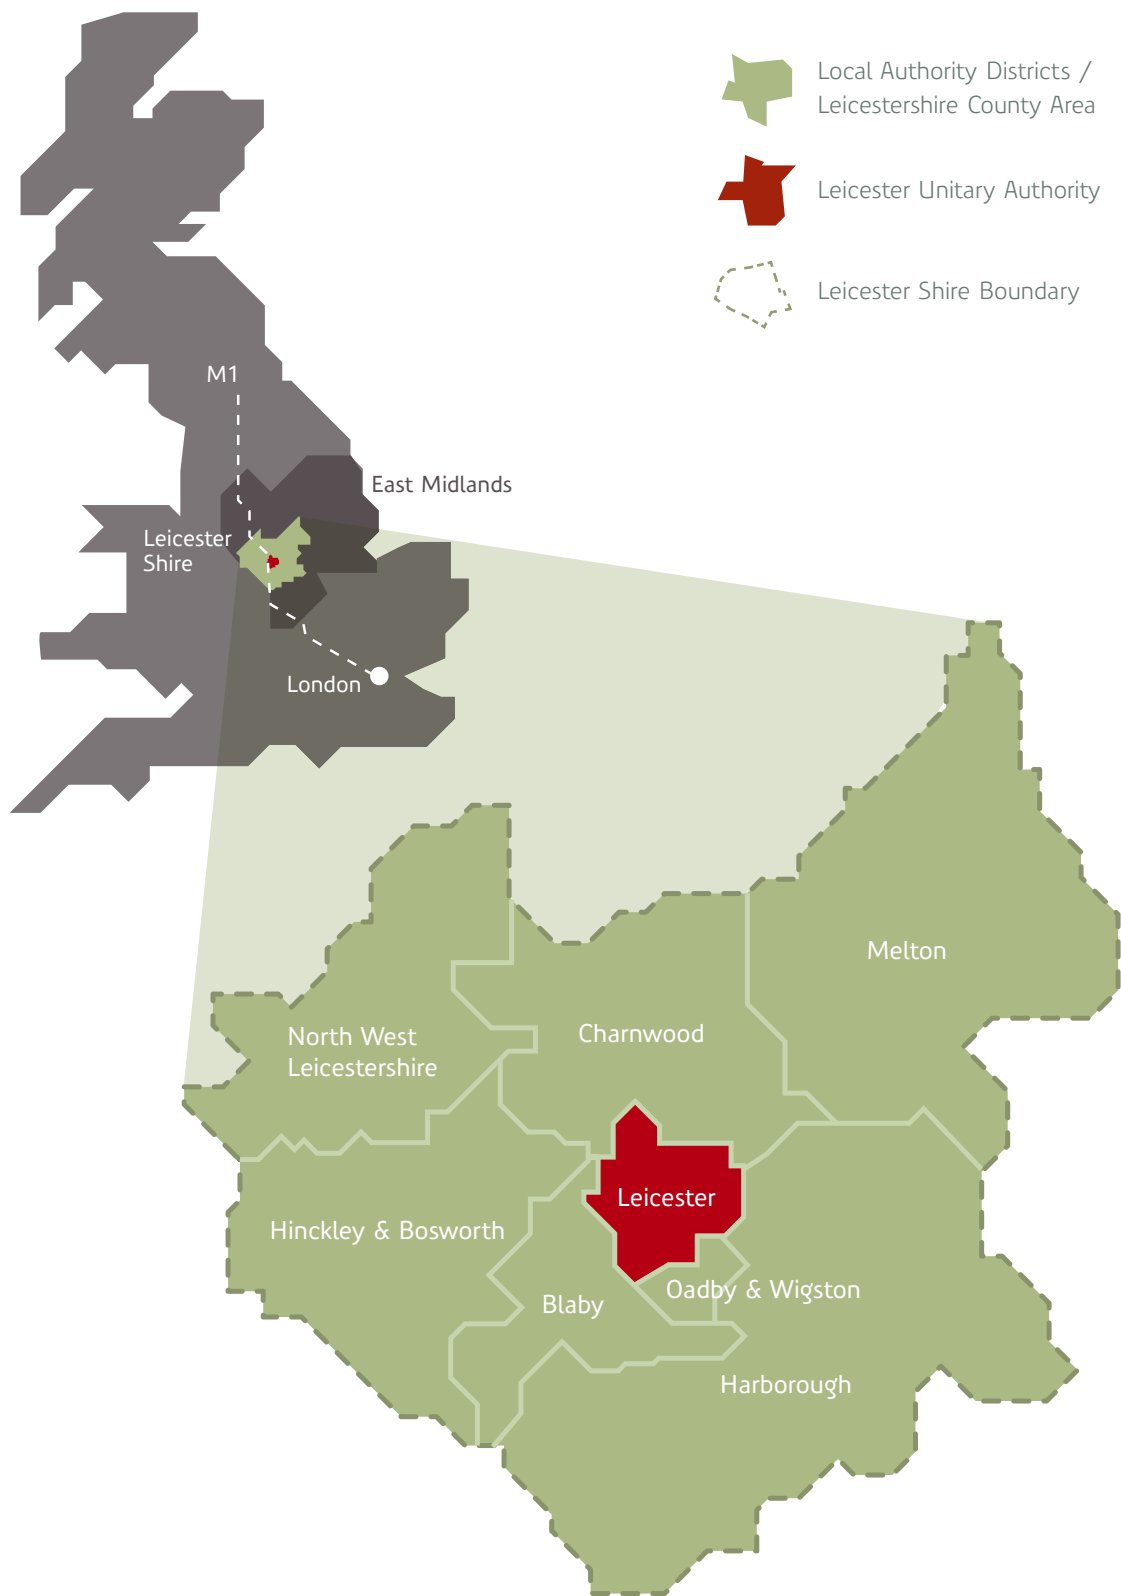 Local Authority Districts /
Leicestershire County Area
Leicester Unitary Authority
Leicester Shire Boundary
M1
East Midlands
Leicester
Shire
London
Melton
Charnwood
North West
Leicestershire
Leicester
Hinckley & Bosworth
Oadby & Wigston
Blaby
Harborough